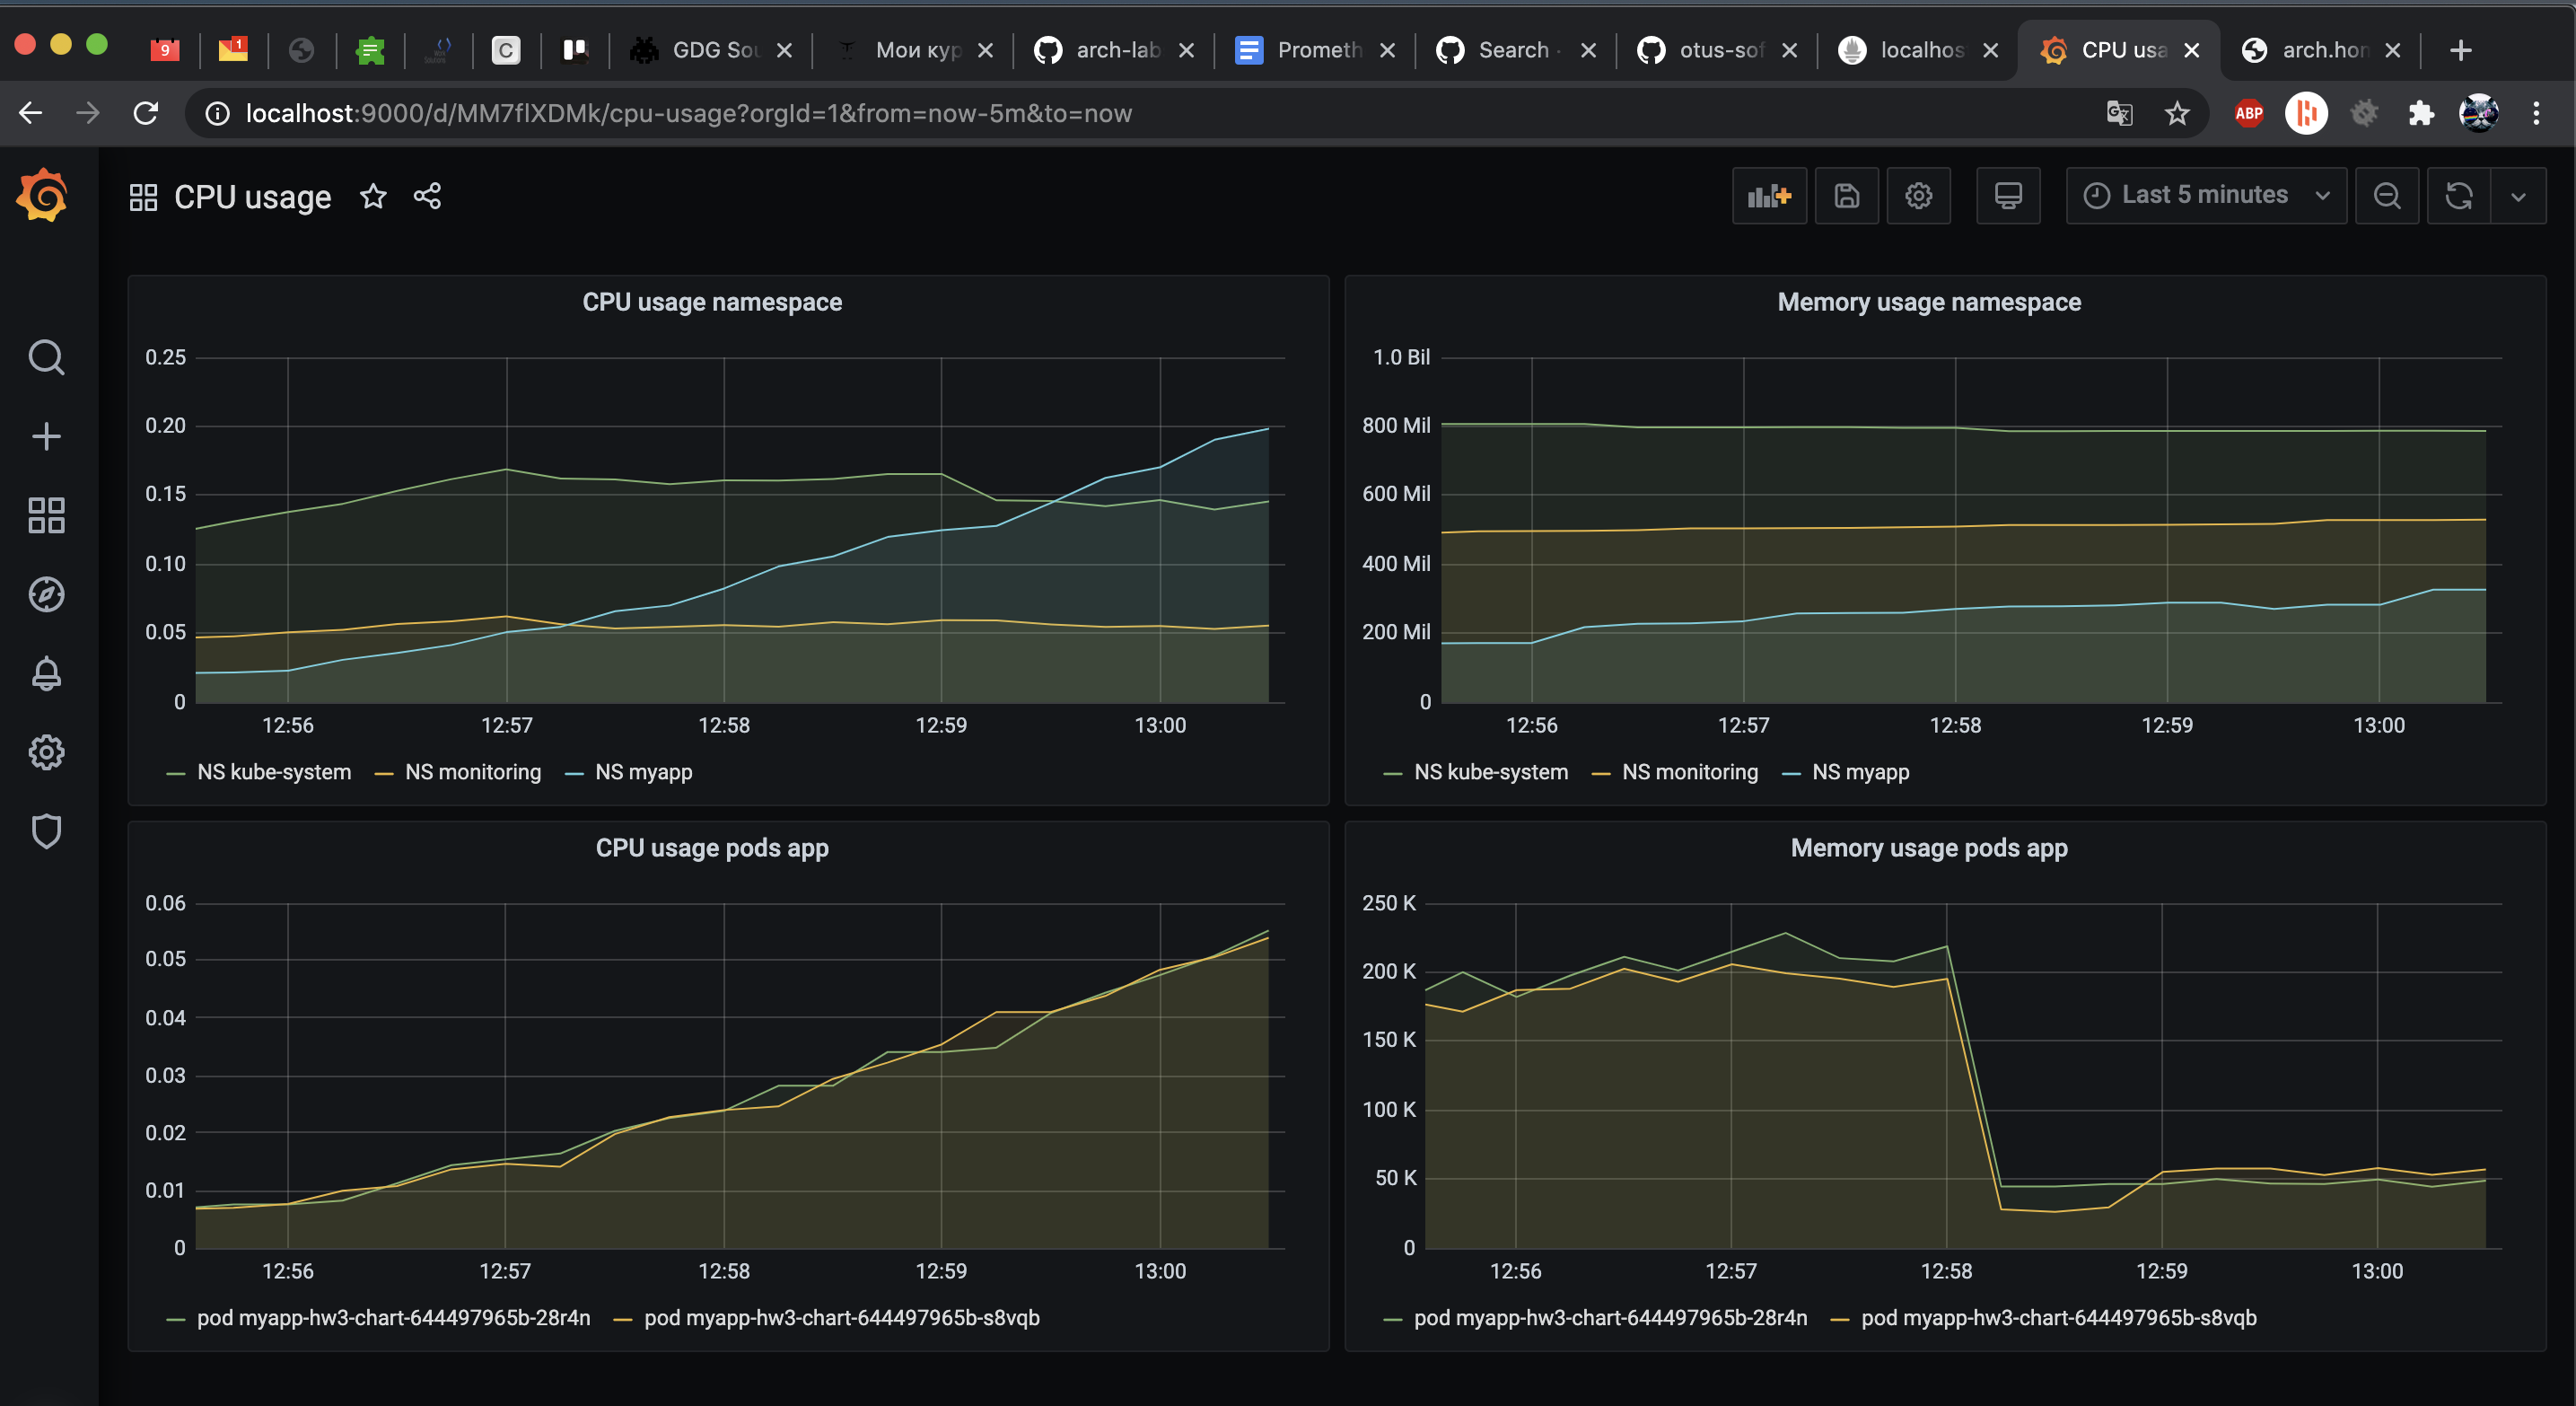 9
1
C
GDG Sou
Мои кур
arch-lab
Prometh
Search ·
otus-sof
localhos
CPU usa
arch.hon
localhost:9000/d/MM7flXDMk/cpu-usage?orgId=1&from=now-5m&to=now
ABP
CPU usage
Last 5 minutes
CPU usage namespace
0.25
0.20
0.15
0.10
0.05
0
12:56 12:57 12:58 12:59 13:00
NS kube-system NS monitoring NS myapp
Memory usage namespace
1.0 Bil
800 Mil
600 Mil
400 Mil
200 Mil
0
12:56 12:57 12:58 12:59 13:00
NS kube-system NS monitoring NS myapp
CPU usage pods app
0.06
0.05
0.04
0.03
0.02
0.01
0
12:56 12:57 12:58 12:59 13:00
pod myapp-hw3-chart-644497965b-28r4n pod myapp-hw3-chart-644497965b-s8vqb
Memory usage pods app
250 K
200 K
150 K
100 K
50 K
0
12:56 12:57 12:58 12:59 13:00
pod myapp-hw3-chart-644497965b-28r4n pod myapp-hw3-chart-644497965b-s8vqb